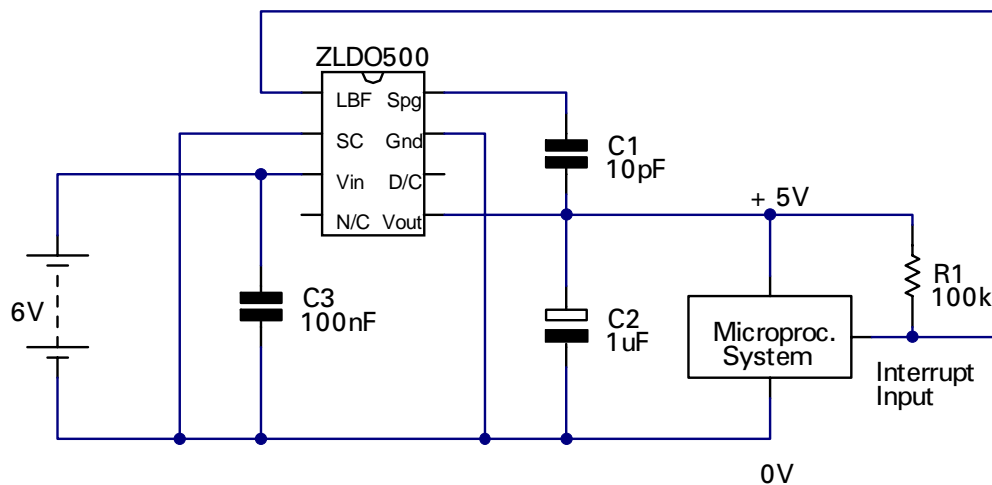 ZLDO500
LBF Spg
SC Gnd
Vin D/C
N/C Vout
C1
10pF
+ 5V
R1
100k
6V
C3
100nF
C2
1uF
Microproc.
System
Interrupt
Input
0V